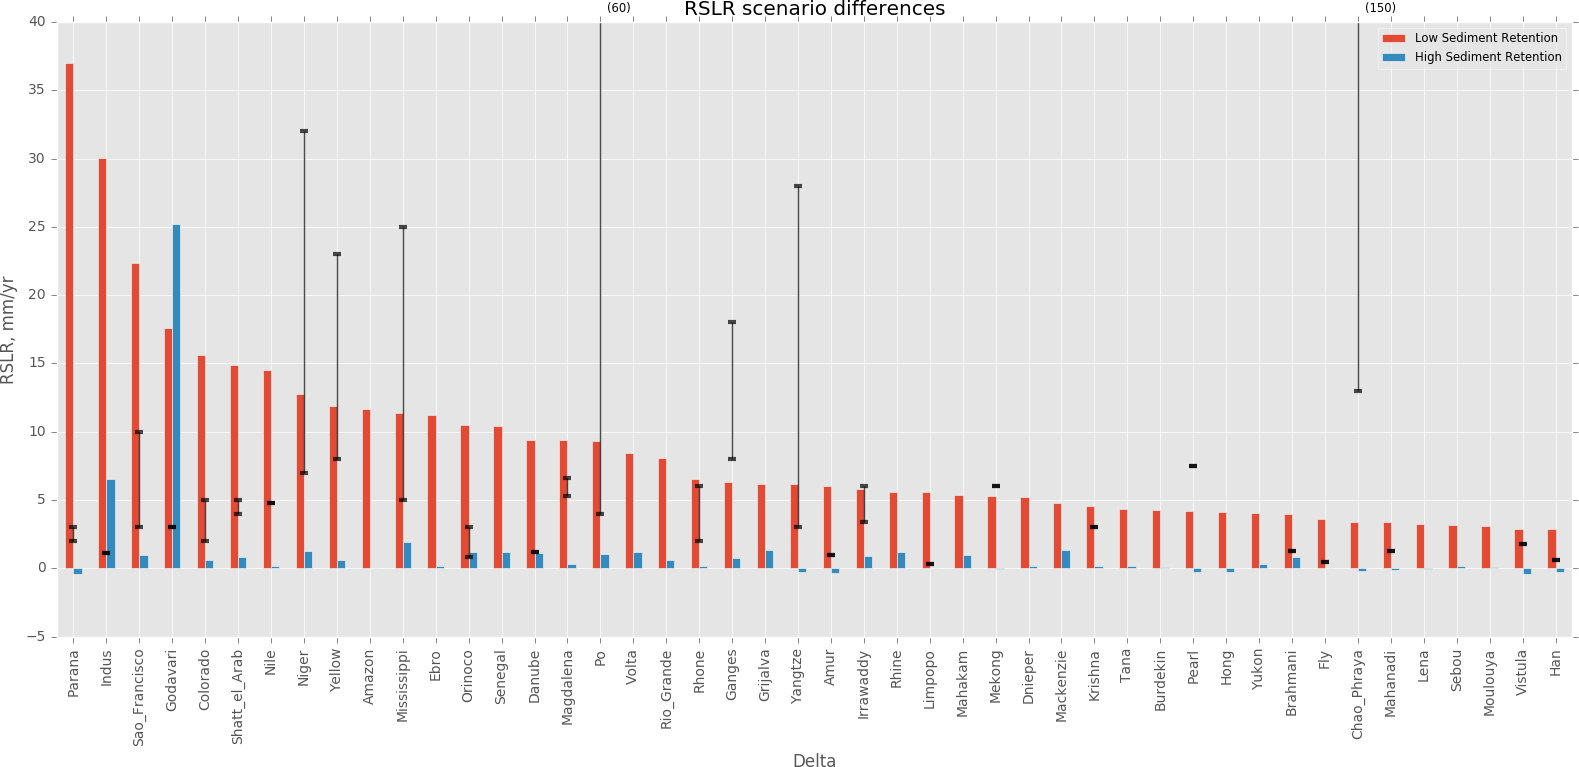 (60)
RSLR scenario differences
(150)
Low Sediment Retention
High Sediment Retention
40
35
30
25
20
15
10
5
0
−5
RSLR, mm/yr
Parana
Indus
Sao_Francisco
Godavari
Colorado
Shatt_el_Arab
Nile
Niger
Yellow
Amazon
Mississippi
Ebro
Orinoco
Senegal
Danube
Magdalena
Po
Volta
Rio_Grande
Rhone
Ganges
Grijalva
Yangtze
Amur
Irrawaddy
Rhine
Limpopo
Mahakam
Mekong
Dnieper
Mackenzie
Krishna
Tana
Burdekin
Pearl
Hong
Yukon
Brahmani
Fly
Chao_Phraya
Mahanadi
Lena
Sebou
Moulouya
Vistula
Han
Delta